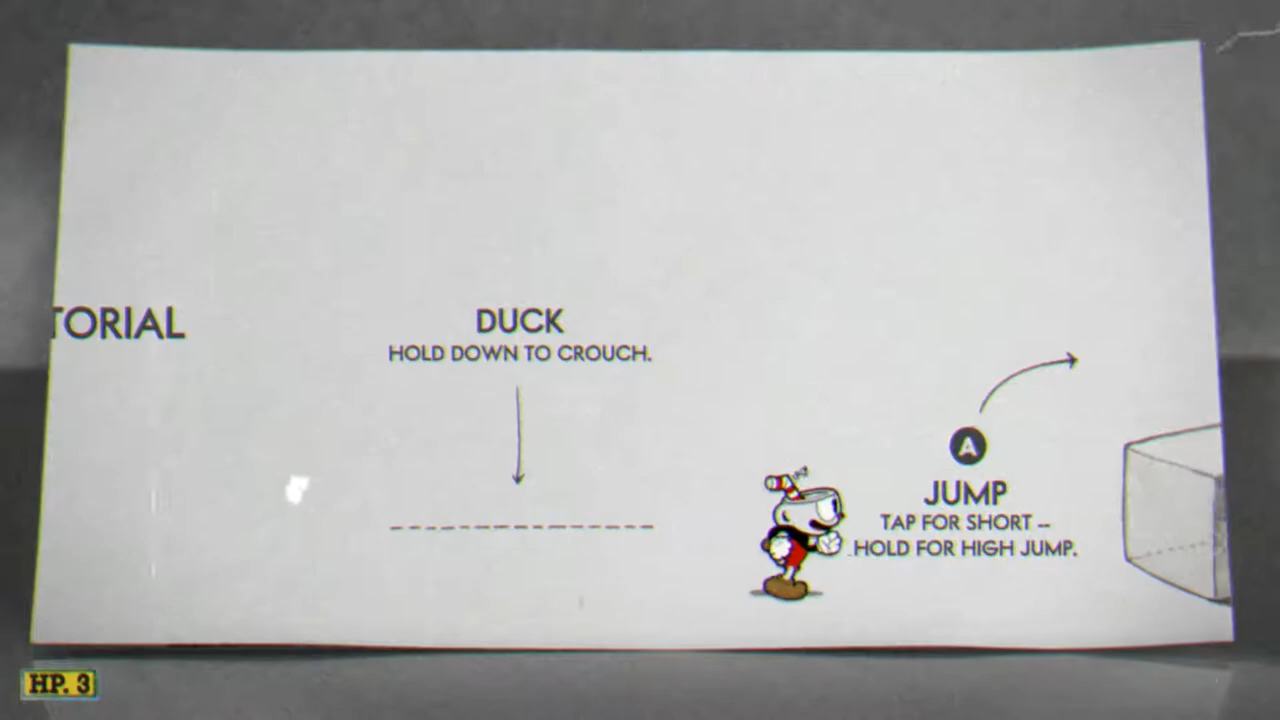 TORIAL
DUCK
HOLD DOWN TO CROUCH.
A
JUMP
TAP FOR SHORT –
HOLD FOR HIGH JUMP.
HP. 3